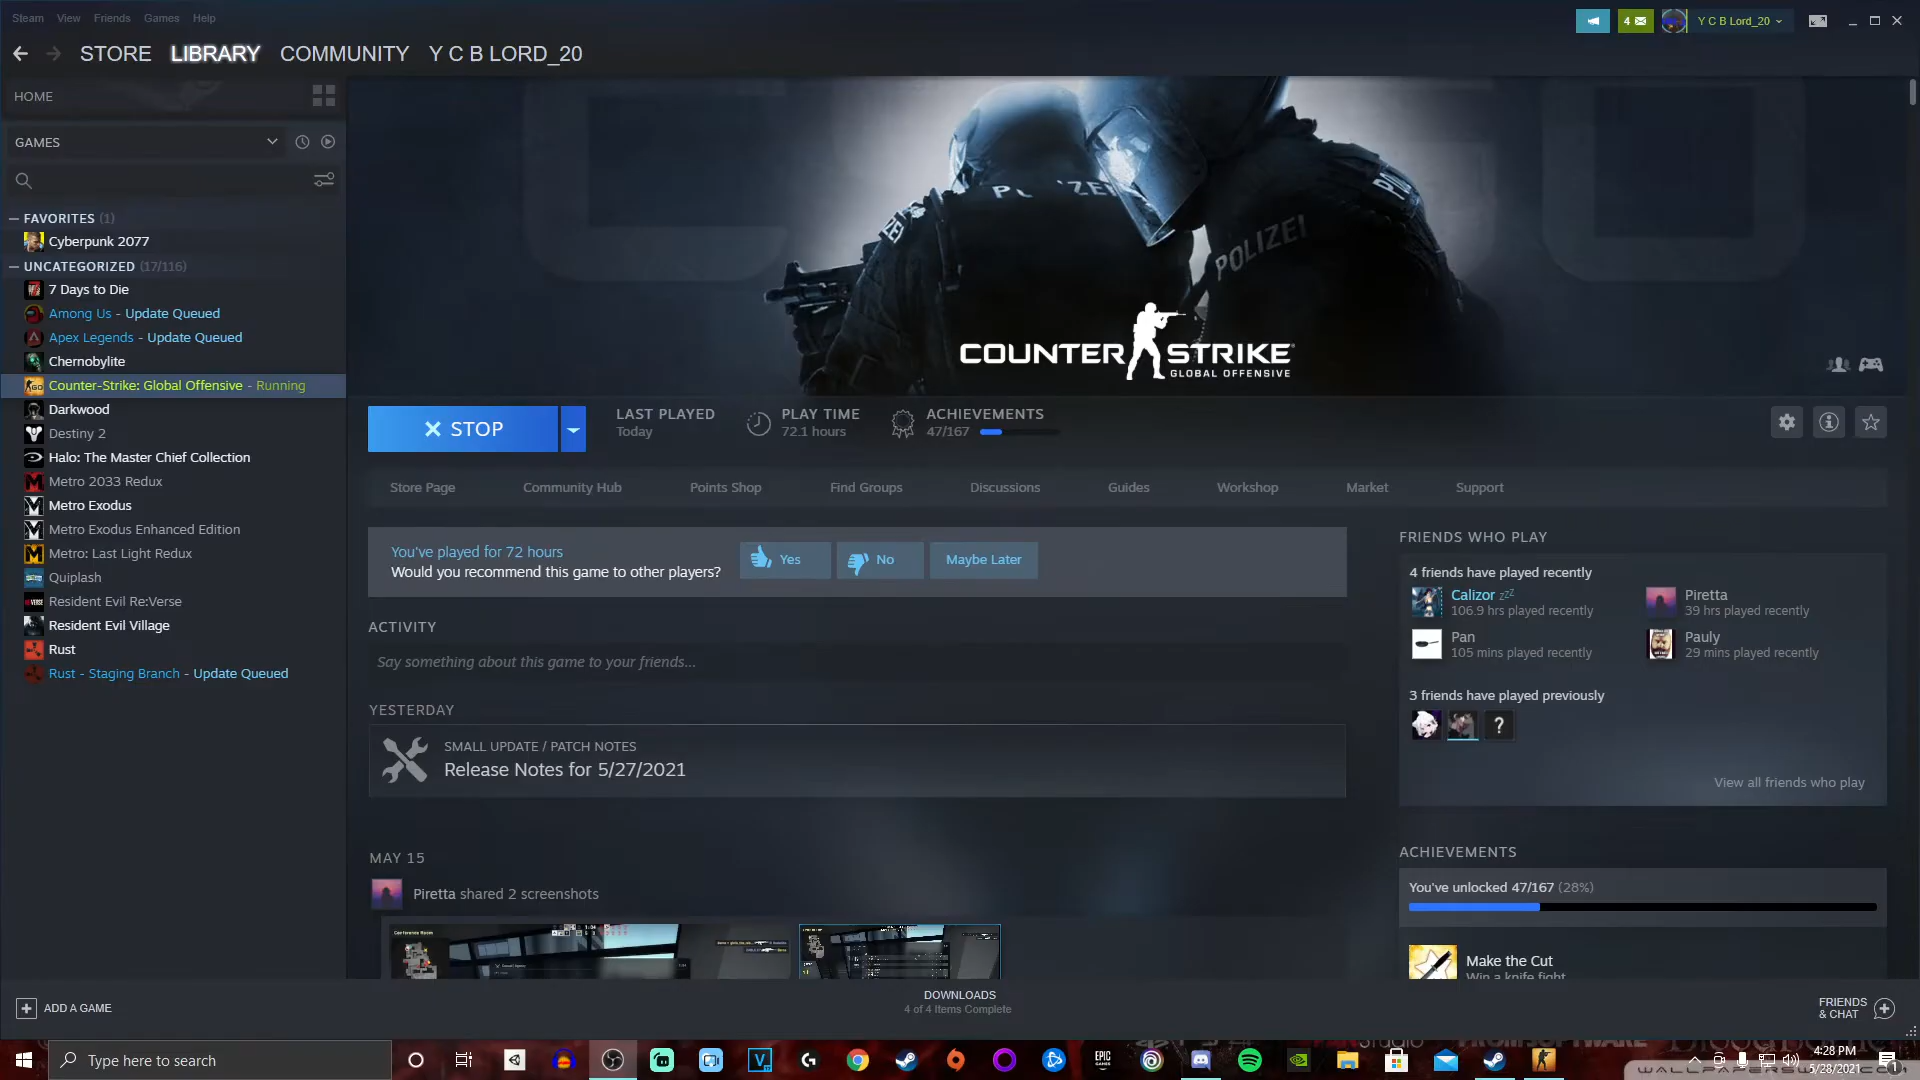 Steam View Friends Games Help
4
Y C B Lord_20
STORE LIBRARY COMMUNITY Y C B LORD_20
HOME
GAMES
FAVORITES (1)
Cyberpunk 2077
UNCATEGORIZED (17/116)
7 Days to Die
Among Us - Update Queued
Apex Legends - Update Queued
Chernobylite
Counter-Strike: Global Offensive - Running
Darkwood
Destiny 2
Halo: The Master Chief Collection
Metro 2033 Redux
Metro Exodus
Metro Exodus Enhanced Edition
Metro: Last Light Redux
Quiplash
Resident Evil Re:Verse
Resident Evil Village
Rust
Rust - Staging Branch - Update Queued
POLIZEI
COUNTER STRIKE
GLOBAL OFFENSIVE
STOP
LAST PLAYED
Today
PLAY TIME
72.1 hours
ACHIEVEMENTS
47/167
Store Page Community Hub Points Shop Find Groups Discussions Guides Workshop Market Support
You've played for 72 hours
Would you recommend this game to other players?
Yes No Maybe Later
ACTIVITY
Say something about this game to your friends...
YESTERDAY
SMALL UPDATE / PATCH NOTES
Release Notes for 5/27/2021
MAY 15
Piretta shared 2 screenshots
Conference Room
FRIENDS WHO PLAY
4 friends have played recently
Calizor zzZ
106.9 hrs played recently
Piretta
39 hrs played recently
Pan
105 mins played recently
Pauly
29 mins played recently
3 friends have played previously
?
View all friends who play
ACHIEVEMENTS
You've unlocked 47/167 (28%)
Make the Cut
Win a knife fight
ADD A GAME
DOWNLOADS
4 of 4 Items Complete
FRIENDS
& CHAT
Type here to search
EPIC
GAMES
4:28 PM
5/28/2021
1